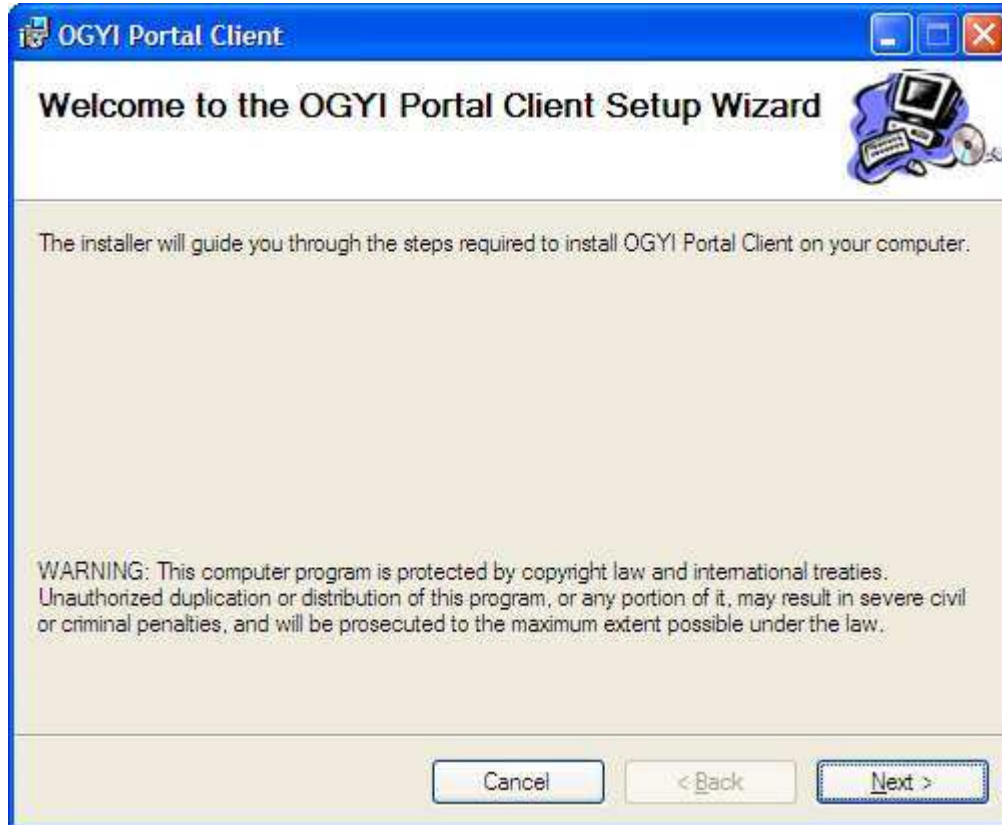 OGYI Portal Client
Welcome to the OGYI Portal Client Setup Wizard
The installer will guide you through the steps required to install OGYI Portal Client on your computer.
WARNING: This computer program is protected by copyright law and international treaties.
Unauthorized duplication or distribution of this program, or any portion of it, may result in severe civil
or criminal penalties, and will be prosecuted to the maximum extent possible under the law.
Cancel
< Back
Next >